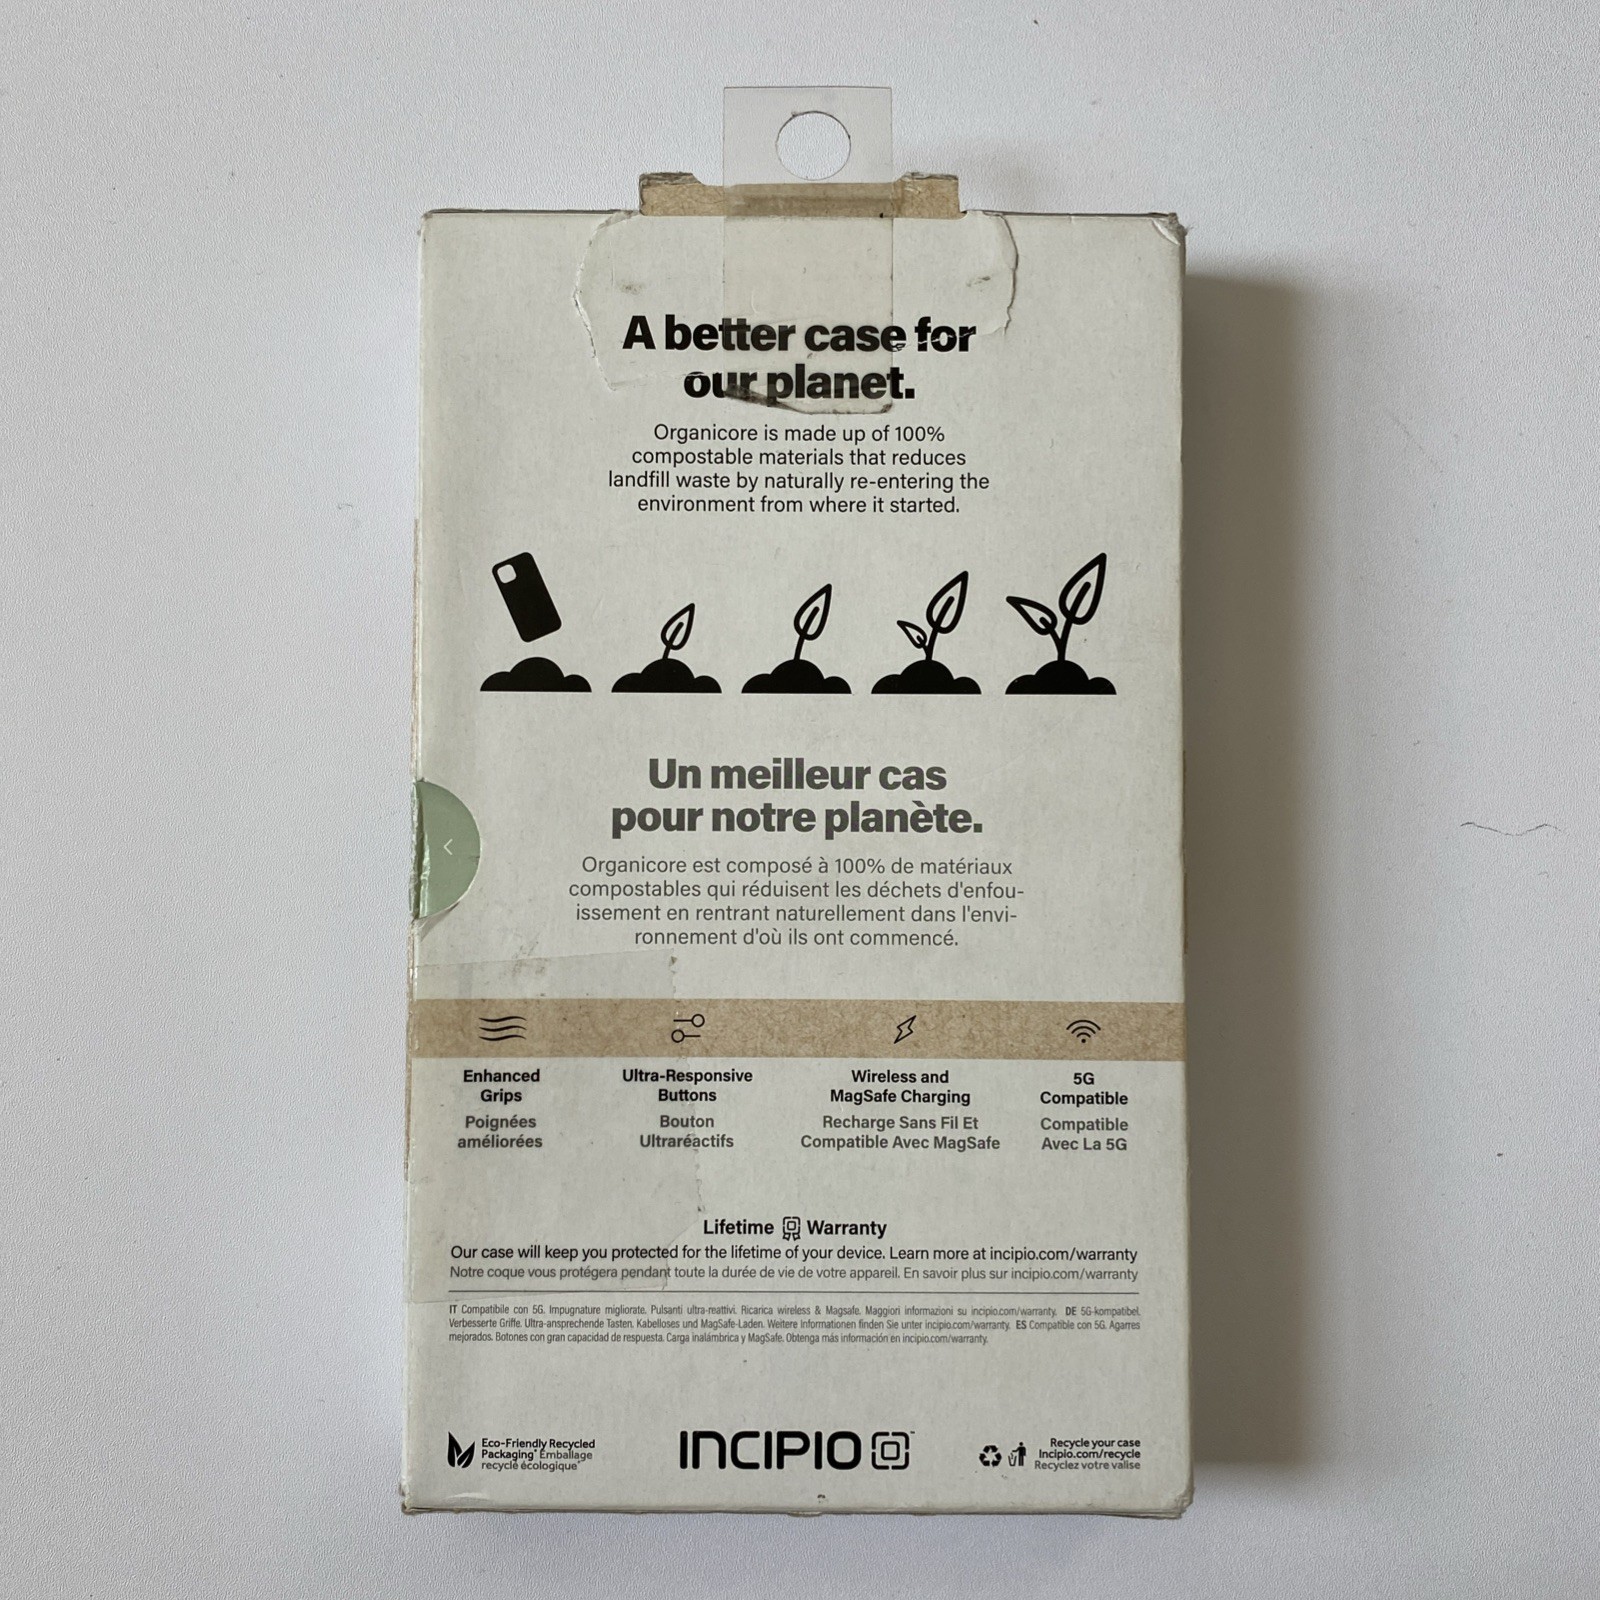 A better case for
our planet.
Organicore is made up of 100%
compostable materials that reduces
landfill waste by naturally re-entering the
environment from where it started.
Un meilleur cas
pour notre planète.
Organicore est composé à 100% de matériaux
compostables qui réduisent les déchets d'enfou-
issement en rentrant naturellement dans l'envi-
ronnement d'où ils ont commencé.
Enhanced
Grips
Poignées
améliorées
Ultra-Responsive
Buttons
Bouton
Ultraréactifs
Wireless and
MagSafe Charging
Recharge Sans Fil Et
Compatible Avec MagSafe
5G
Compatible
Compatible
Avec La 5G
Lifetime Warranty
Our case will keep you protected for the lifetime of your device. Learn more at incipio.com/warranty
Notre coque vous protégera pendant toute la durée de vie de votre appareil. En savoir plus sur incipio.com/warranty
IT Compatibile con 5G. Impugnature migliorate. Pulsanti ultra-reattivi. Ricarica wireless & Magsafe. Maggiori informazioni su incipio.com/warranty. DE 5G-kompatibel.
Verbesserte Griffe. Ultra-ansprechende Tasten. Kabelloses und MagSafe-Laden. Weitere Informationen finden Sie unter incipio.com/warranty. ES Compatible con 5G. Agarres
mejorados. Botones con gran capacidad de respuesta. Carga inalámbrica y MagSafe. Obtenga más información en incipio.com/warranty.
Eco-Friendly Recycled
Packaging* Emballage
recyclé écologique*
INCIPIO
Recycle your case
Incipio.com/recycle
Recyclez votre valise